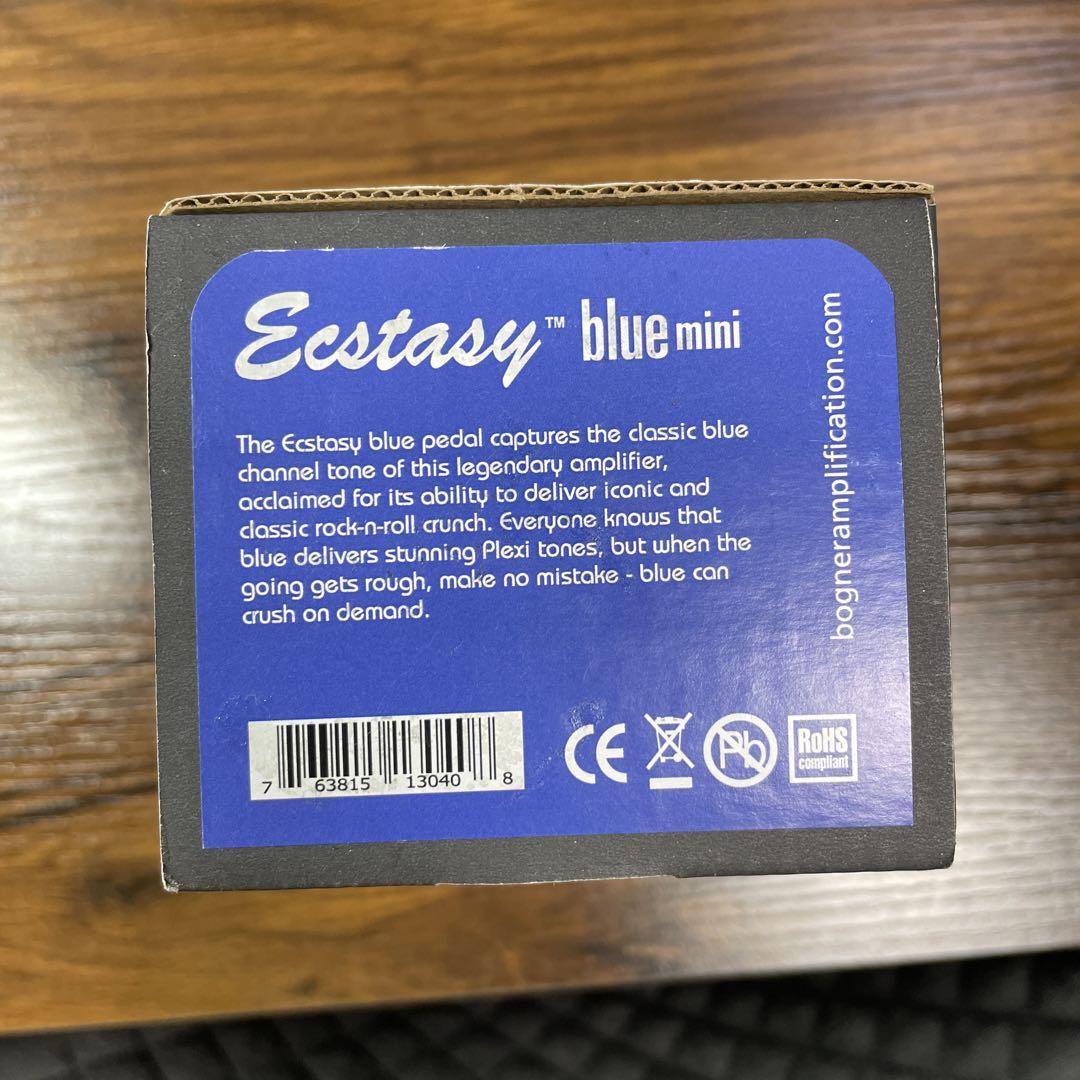 Ecstasy™ blue mini
The Ecstasy blue pedal captures the classic blue
channel tone of this legendary amplifier,
acclaimed for its ability to deliver iconic and
classic rock-n-roll crunch. Everyone knows that
blue delivers stunning Plexi tones, but when the
going gets rough, make no mistake - blue can
crush on demand.
bogneramplification.com
7 63815 13040 8
CE
Pb
RoHS
compliant